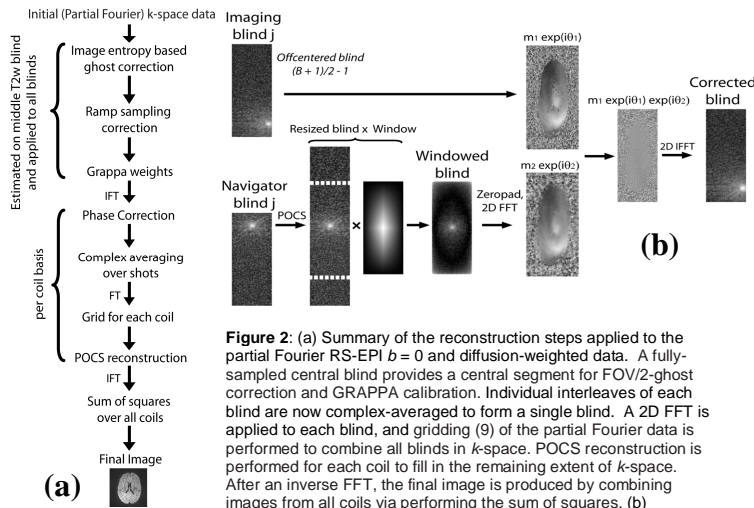 Initial (Partial Fourier) k-space data
Image entropy based
ghost correction
Ramp sampling
correction
Grappa weights
IFT
Phase Correction
Complex averaging
over shots
FT
Grid for each coil
POCS reconstruction
IFT
Sum of squares
over all coils
Final Image
Estimated on middle T2w blind
and applied to all blinds
per coil basis
(a)
Imaging
blind j
Offcentered blind
(B + 1)/2 - 1
m1 exp(iθ1)
Resized blind x Window
Navigator
blind j
POCS
×
Windowed
blind
Zeropad,
2D FFT
m2 exp(iθ2)
m1 exp(iθ1) exp(iθ2)
2D IFFT
Corrected
blind
(b)
Figure 2: (a) Summary of the reconstruction steps applied to the
partial Fourier RS-EPI b = 0 and diffusion-weighted data. A fully-
sampled central blind provides a central segment for FOV/2-ghost
correction and GRAPPA calibration. Individual interleaves of each
blind are now complex-averaged to form a single blind. A 2D FFT is
applied to each blind, and gridding (9) of the partial Fourier data is
performed to combine all blinds in k-space. POCS reconstruction is
performed for each coil to fill in the remaining extent of k-space.
After an inverse FFT, the final image is produced by combining
images from all coils via performing the sum of squares. (b)